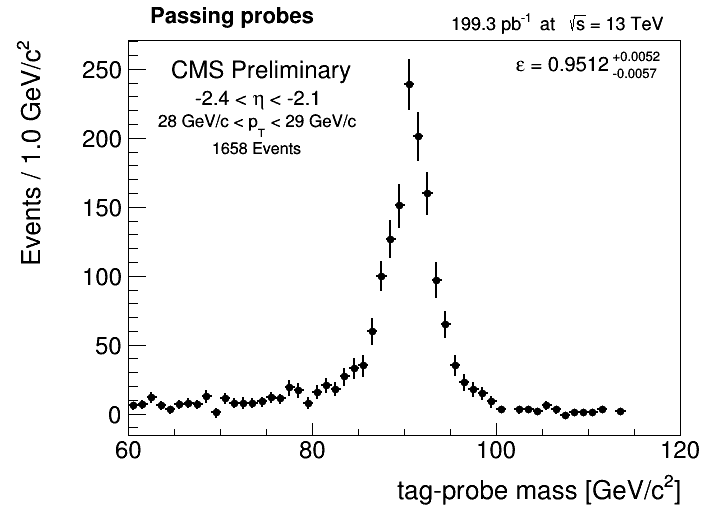 Passing probes
199.3 pb⁻¹ at √s = 13 TeV
CMS Preliminary
-2.4 < η < -2.1
28 GeV/c < p_T < 29 GeV/c
1658 Events
ε = 0.9512 +0.0052 -0.0057
Events / 1.0 GeV/c²
250
200
150
100
50
0
60 80 100 120
tag-probe mass [GeV/c²]